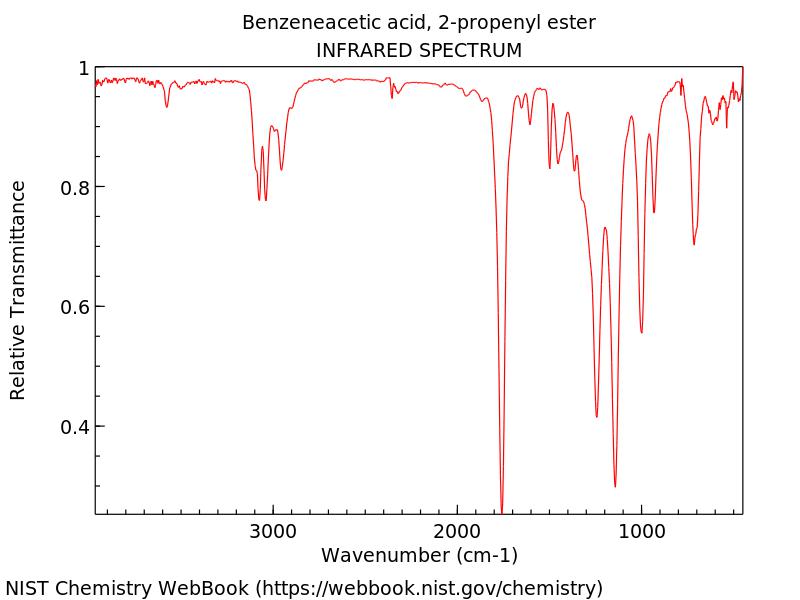 Benzeneacetic acid, 2-propenyl ester
INFRARED SPECTRUM
1
0.8
0.6
0.4
Relative Transmittance
3000 2000 1000
Wavenumber (cm-1)
NIST Chemistry WebBook (https://webbook.nist.gov/chemistry)